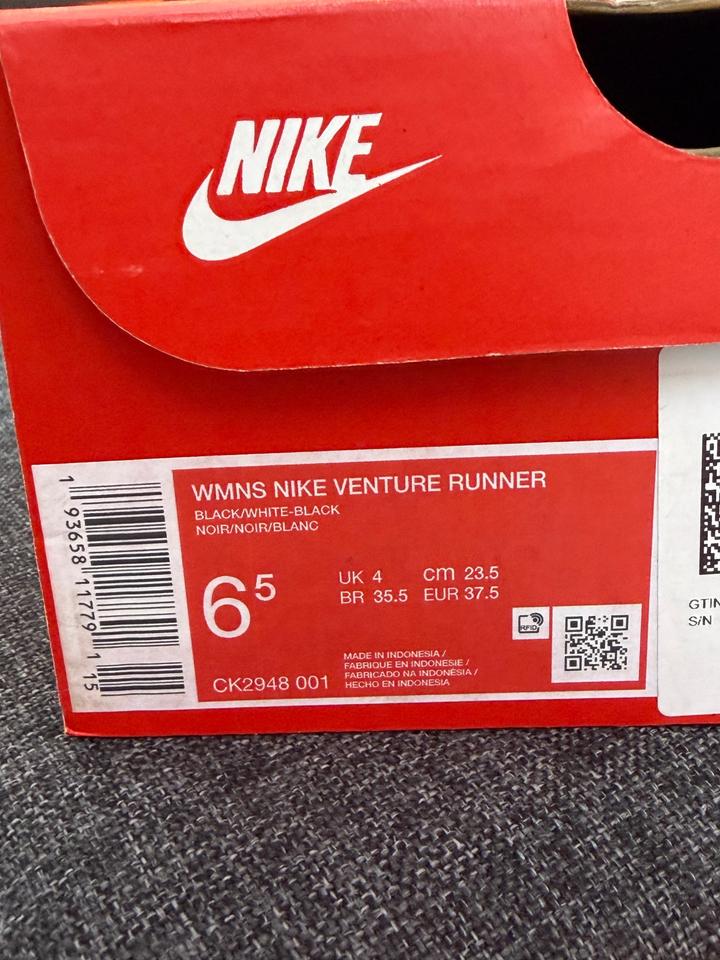 NIKE
WMNS NIKE VENTURE RUNNER
BLACK/WHITE-BLACK
NOIR/NOIR/BLANC
6⁵
UK 4 cm 23.5
BR 35.5 EUR 37.5
RFID
CK2948 001
MADE IN INDONESIA /
FABRIQUE EN INDONESIE /
FABRICADO NA INDONÉSIA /
HECHO EN INDONESIA
1 93658 11779 1 15
GTIN
S/N